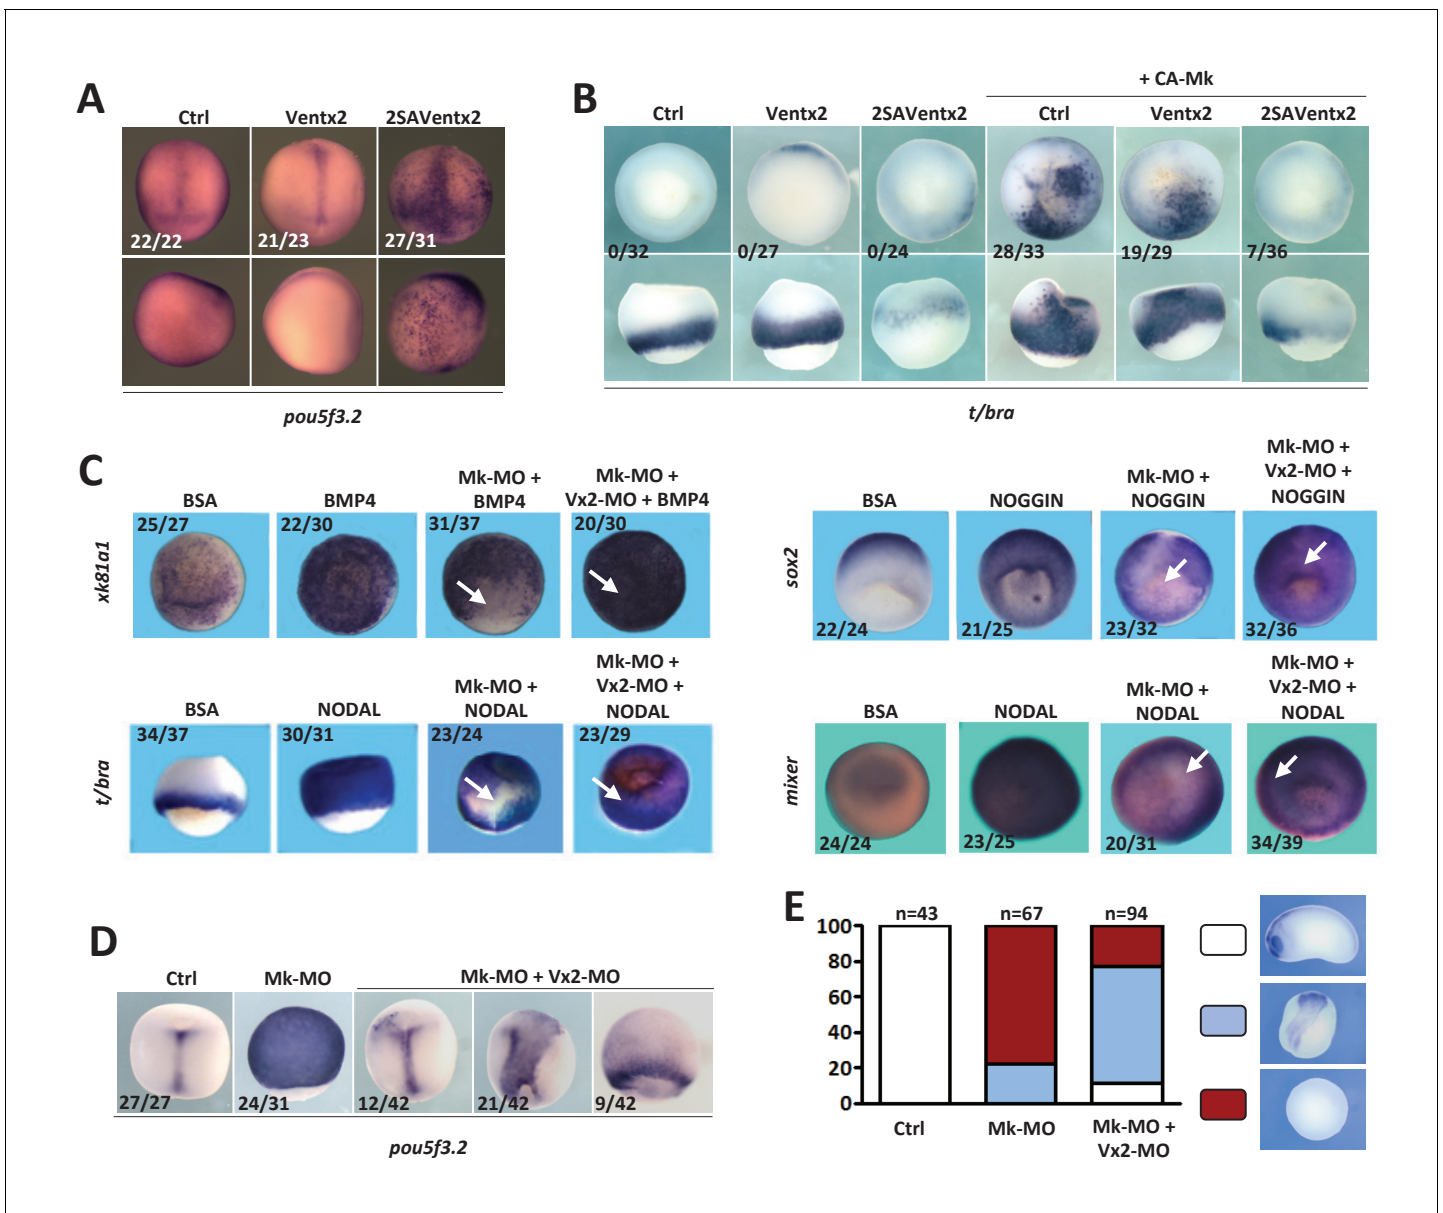 A
Ctrl Ventx2 2SAVentx2
22/22 21/23 27/31
pou5f3.2
B
+ CA-Mk
Ctrl Ventx2 2SAVentx2 Ctrl Ventx2 2SAVentx2
0/32 0/27 0/24 28/33 19/29 7/36
t/bra
C
BSA BMP4 Mk-MO + BMP4 Mk-MO + Vx2-MO + BMP4
25/27 22/30 31/37 20/30
xk81a1
BSA NODAL Mk-MO + NODAL Mk-MO + Vx2-MO + NODAL
34/37 30/31 23/24 23/29
t/bra
BSA NOGGIN Mk-MO + NOGGIN Mk-MO + Vx2-MO + NOGGIN
sox2
22/24 21/25 23/32 32/36
BSA NODAL Mk-MO + NODAL Mk-MO + Vx2-MO + NODAL
mixer
24/24 23/25 20/31 34/39
D
Ctrl Mk-MO Mk-MO + Vx2-MO
27/27 24/31 12/42 21/42 9/42
pou5f3.2
E
n=43 n=67 n=94
100
80
60
40
20
0
Ctrl Mk-MO Mk-MO +
Vx2-MO